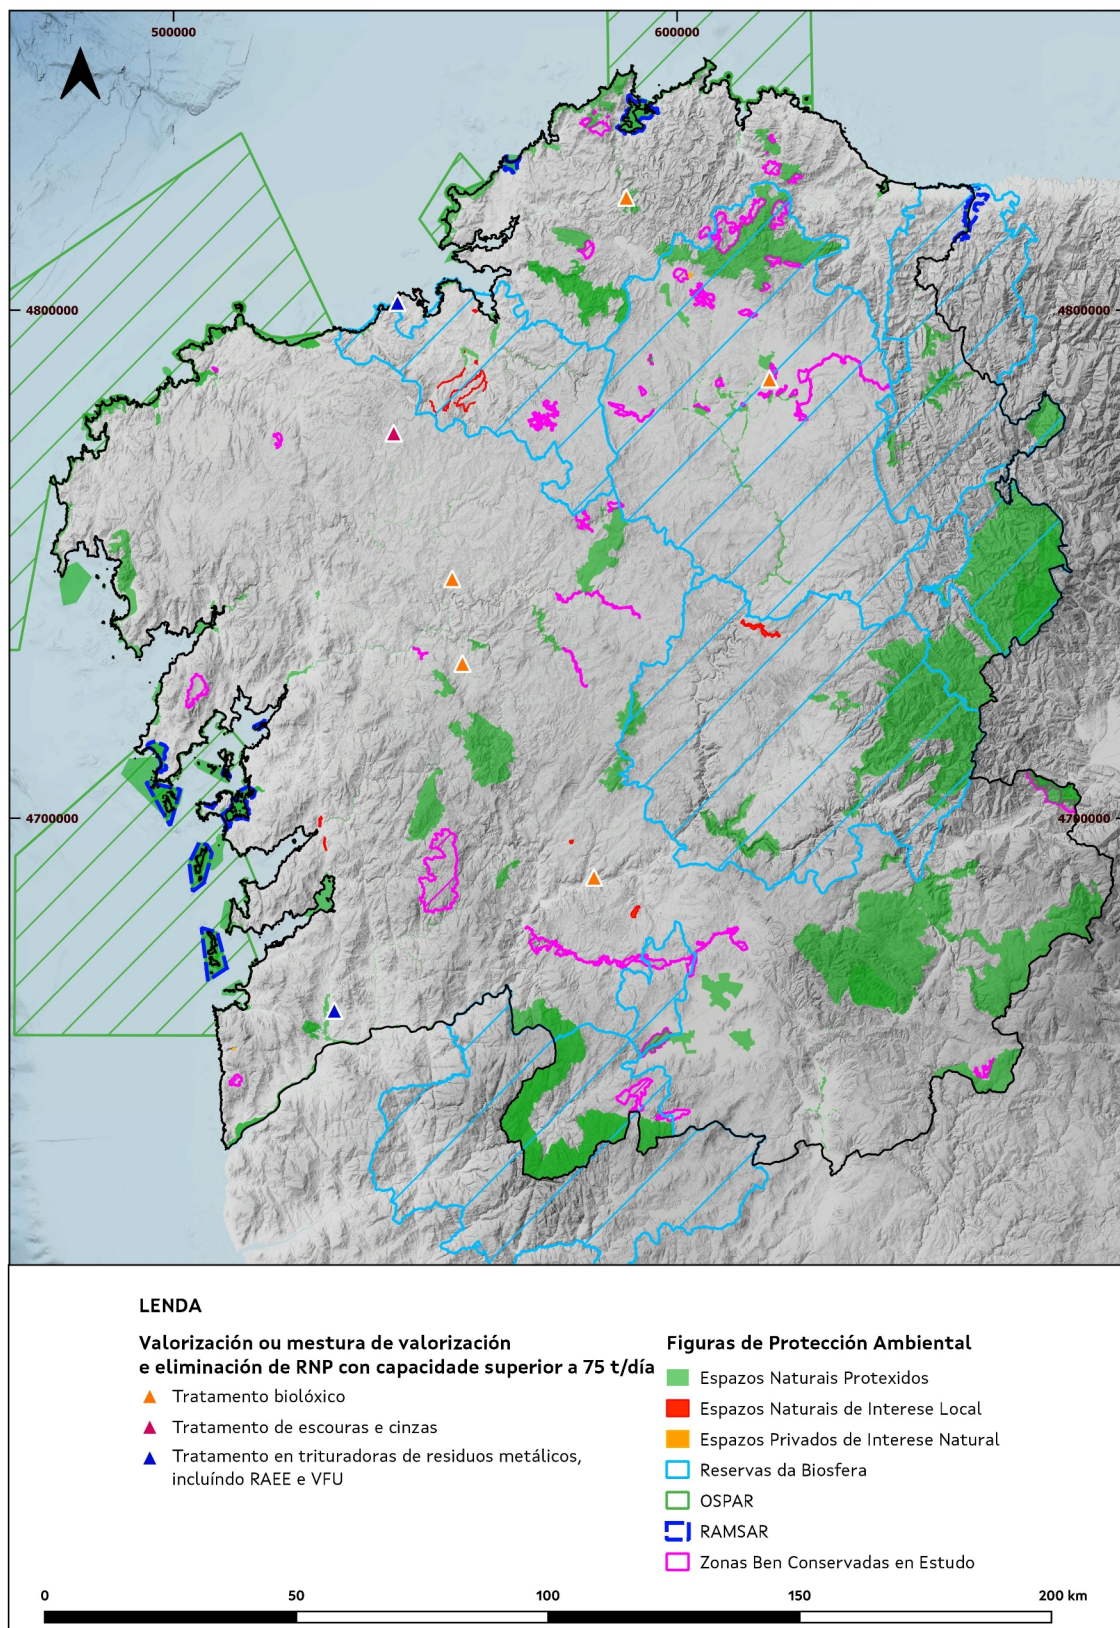 500000
600000
4800000
4800000
4700000
4700000
LENDA
Valorización ou mestura de valorización
e eliminación de RNP con capacidade superior a 75 t/día
Tratamento biolóxico
Tratamento de escouras e cinzas
Tratamento en trituradoras de residuos metálicos,
incluíndo RAEE e VFU
Figuras de Protección Ambiental
Espazos Naturais Protexidos
Espazos Naturais de Interese Local
Espazos Privados de Interese Natural
Reservas da Biosfera
OSPAR
RAMSAR
Zonas Ben Conservadas en Estudo
0
50
100
150
200 km